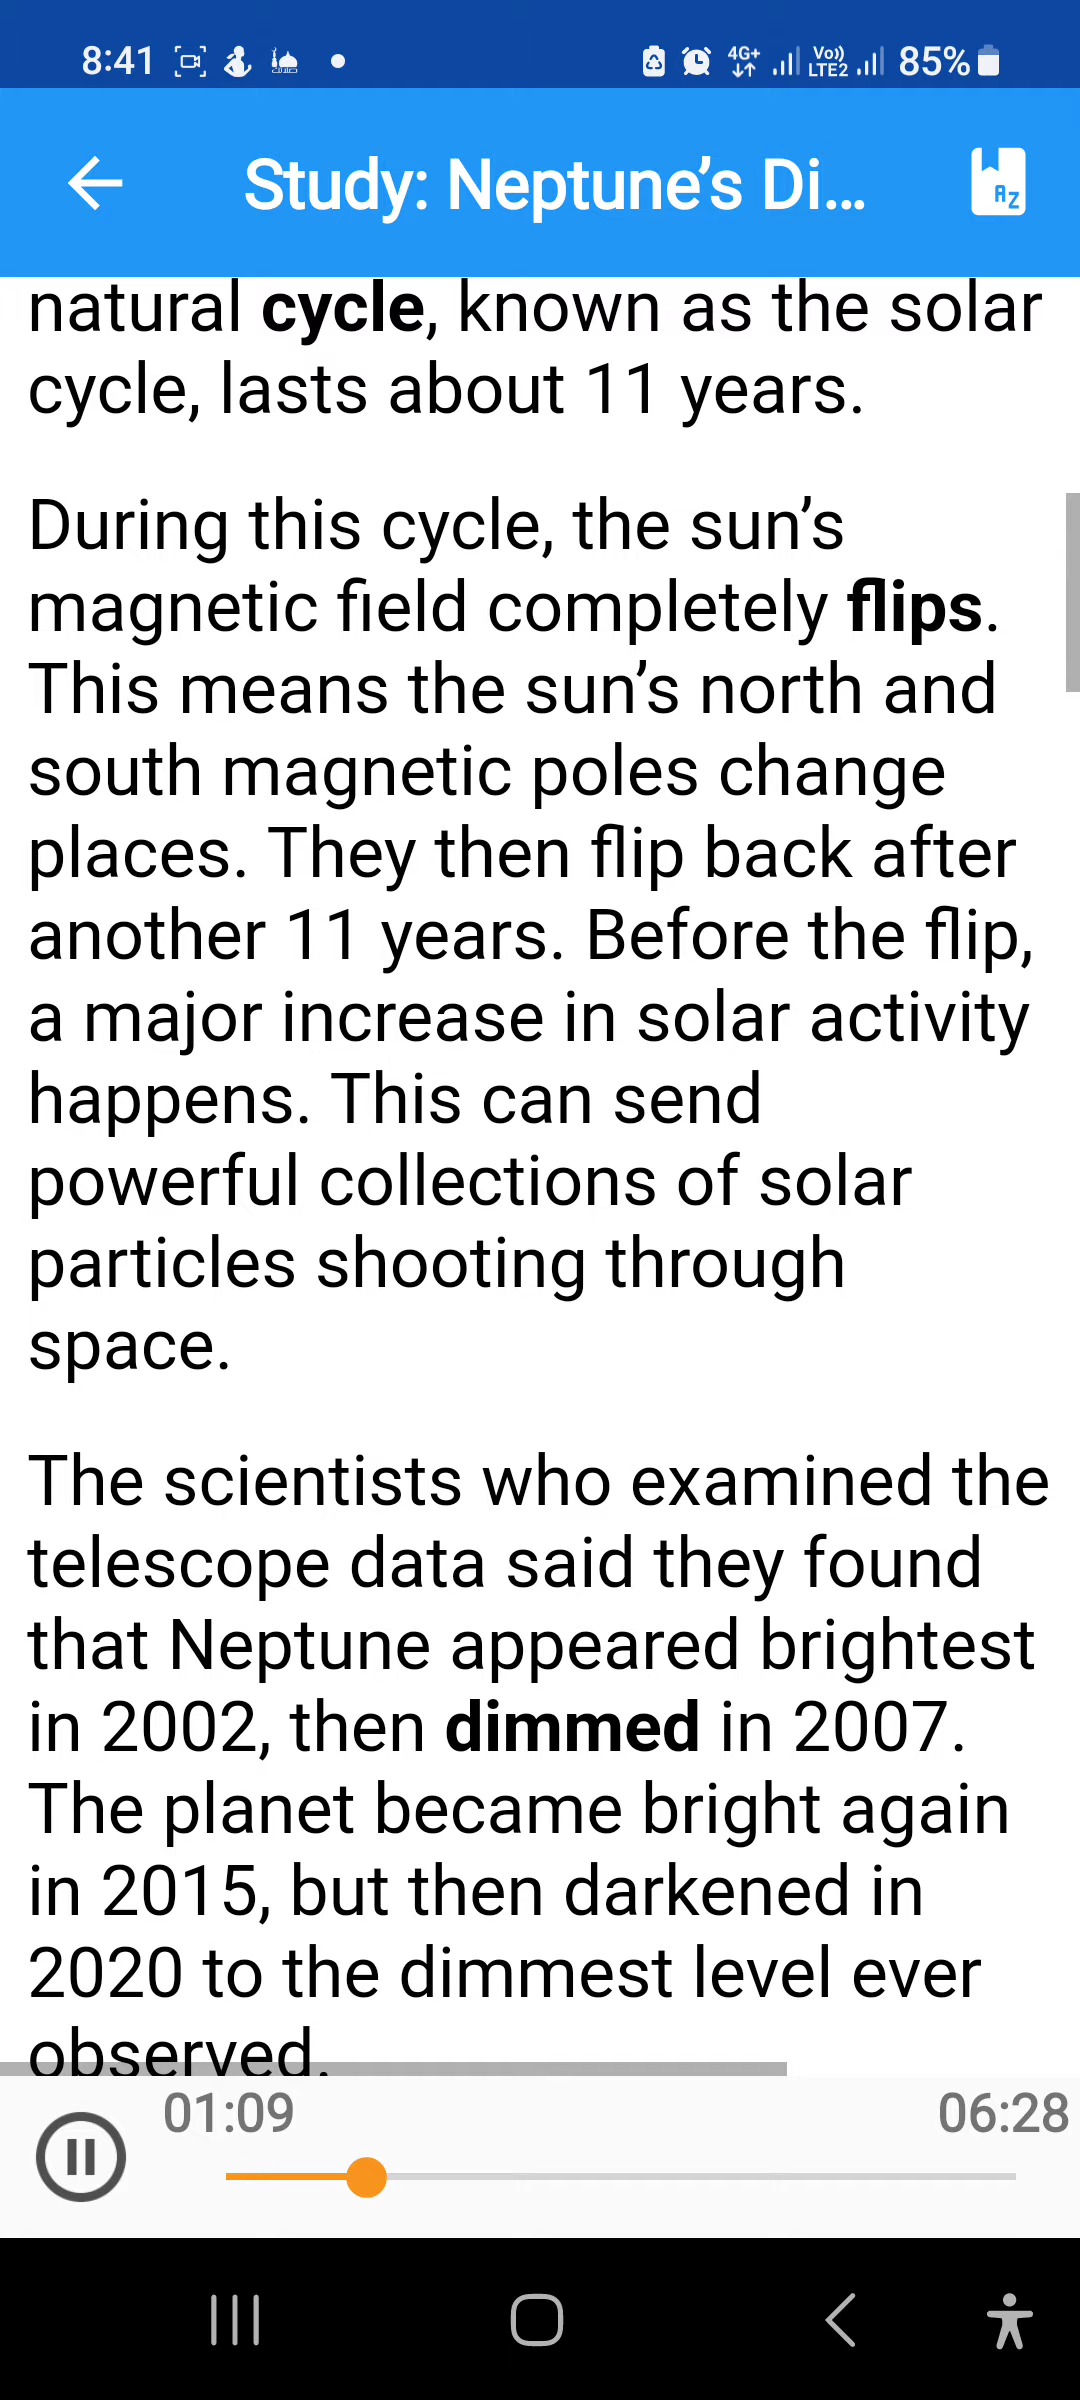 8:41
4G+
Vo))
LTE2
85%
Study: Neptune’s Di...
AZ
natural cycle, known as the solar
cycle, lasts about 11 years.
During this cycle, the sun’s
magnetic field completely flips.
This means the sun’s north and
south magnetic poles change
places. They then flip back after
another 11 years. Before the flip,
a major increase in solar activity
happens. This can send
powerful collections of solar
particles shooting through
space.
The scientists who examined the
telescope data said they found
that Neptune appeared brightest
in 2002, then dimmed in 2007.
The planet became bright again
in 2015, but then darkened in
2020 to the dimmest level ever
observed.
01:09
06:28